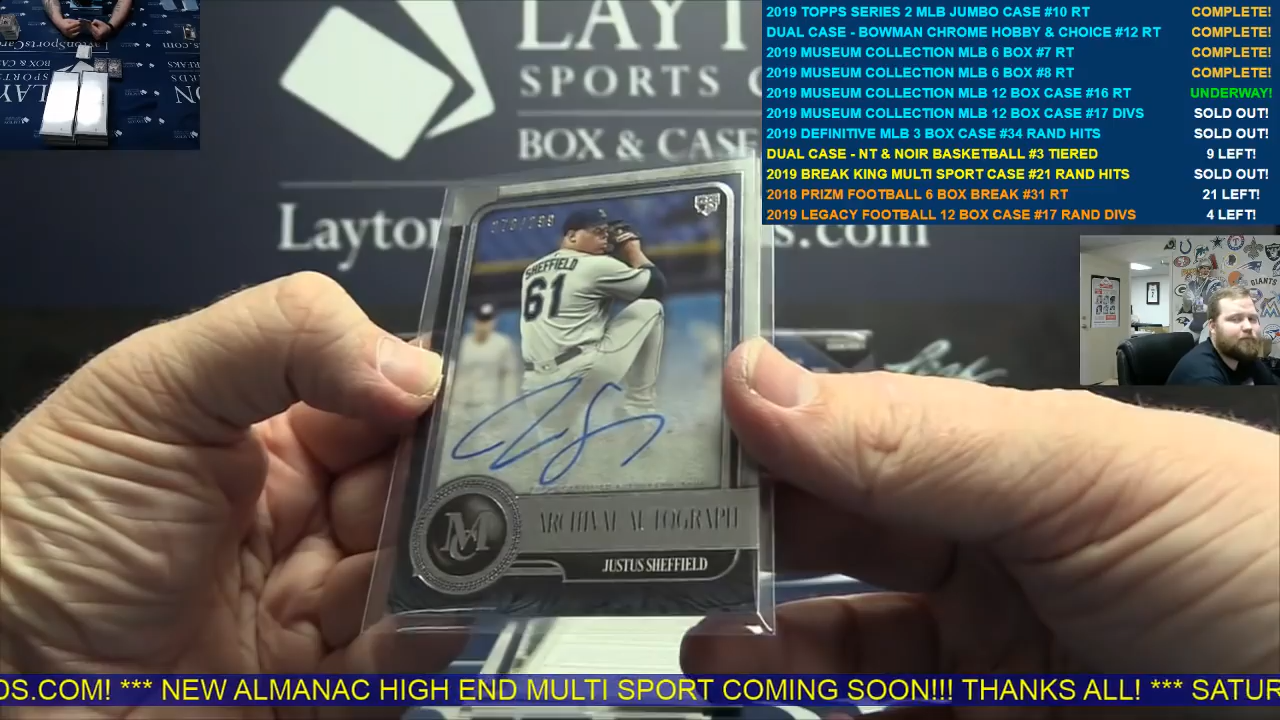 2019 TOPPS SERIES 2 MLB JUMBO CASE #10 RT COMPLETE!
DUAL CASE - BOWMAN CHROME HOBBY & CHOICE #12 RT COMPLETE!
2019 MUSEUM COLLECTION MLB 6 BOX #7 RT COMPLETE!
2019 MUSEUM COLLECTION MLB 6 BOX #8 RT COMPLETE!
2019 MUSEUM COLLECTION MLB 12 BOX CASE #16 RT UNDERWAY!
2019 MUSEUM COLLECTION MLB 12 BOX CASE #17 DIVS SOLD OUT!
2019 DEFINITIVE MLB 3 BOX CASE #34 RAND HITS SOLD OUT!
DUAL CASE - NT & NOIR BASKETBALL #3 TIERED 9 LEFT!
2019 BREAK KING MULTI SPORT CASE #21 RAND HITS SOLD OUT!
2018 PRIZM FOOTBALL 6 BOX BREAK #31 RT 21 LEFT!
2019 LEGACY FOOTBALL 12 BOX CASE #17 RAND DIVS 4 LEFT!
LAYT
SPORTS C
BOX & CASE
Layton
s.com
SHEFFIELD
61
MC
ARCHIVAL AUTOGRAPH
JUSTUS SHEFFIELD
GIANTS
DS.COM! *** NEW ALMANAC HIGH END MULTI SPORT COMING SOON!!! THANKS ALL! *** SATUR